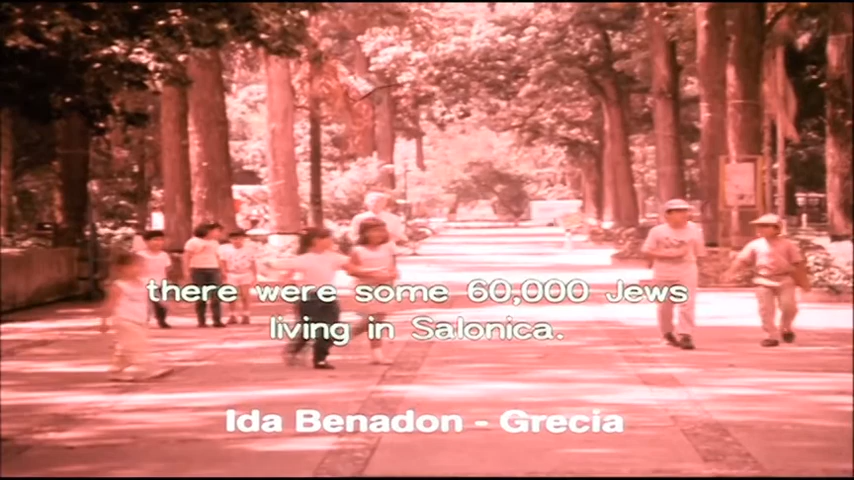 there were some 60,000 Jews
living in Salonica.
Ida Benadon - Grecia